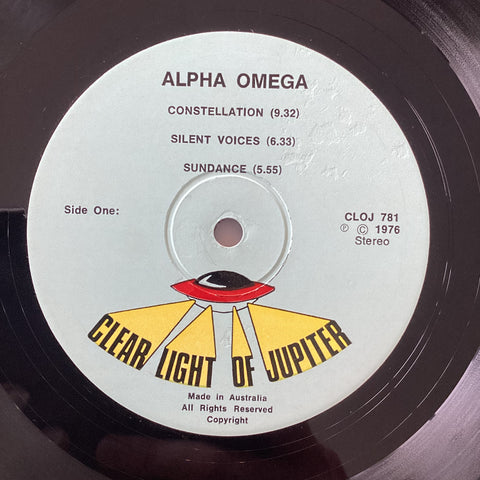 ALPHA OMEGA
CONSTELLATION (9.32)
SILENT VOICES (6.33)
SUNDANCE (5.55)
Side One:
CLOJ 781
Ⓟ © 1976
Stereo
CLEAR LIGHT OF JUPITER
Made in Australia
All Rights Reserved
Copyright